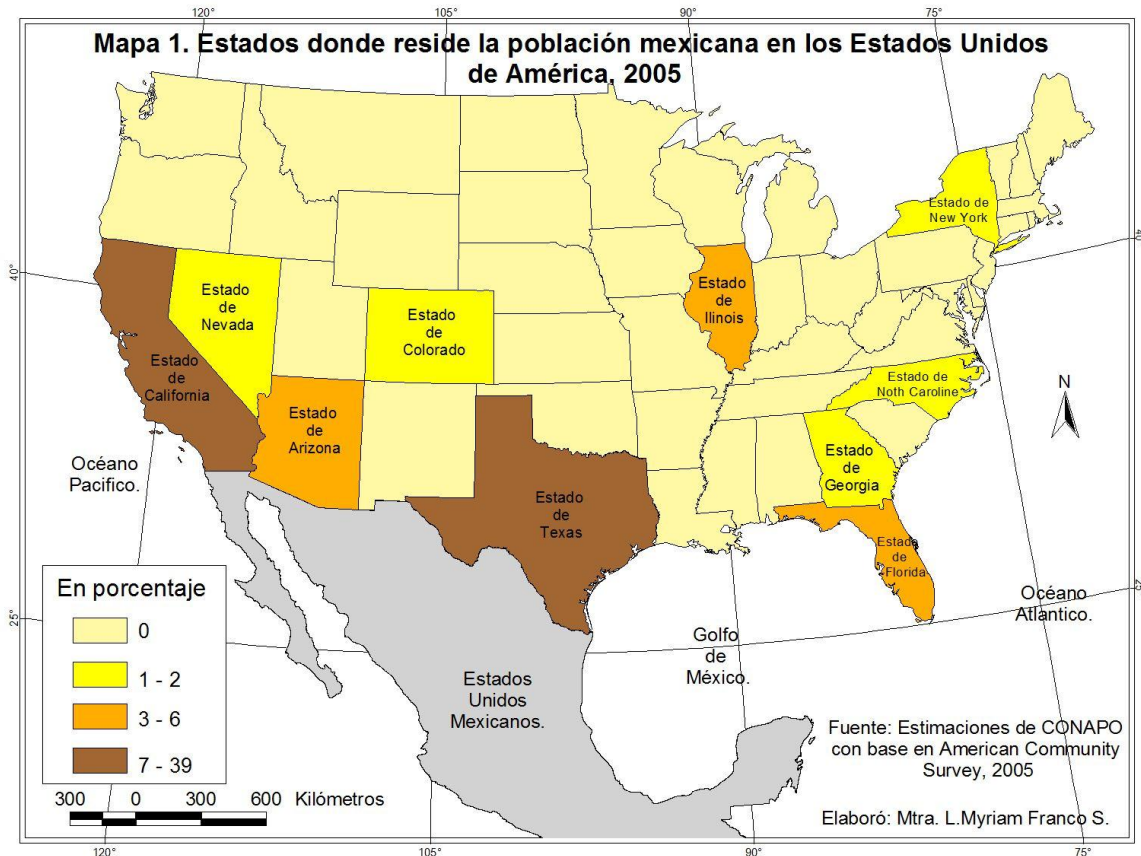 120°
105°
90°
75°
Mapa 1. Estados donde reside la población mexicana en los Estados Unidos
de América, 2005
Estado de
New York
40°
Estado
de
Nevada
Estado
de
Colorado
Estado
de
Ilinois
Estado
de
California
Estado
de
Arizona
Estado de
Noth Caroline
N
Estado
de
Georgia
Océano
Pacifico.
Estado
de
Texas
Estado
de
Florida
En porcentaje
0
1 - 2
3 - 6
7 - 39
25°
Océano
Atlantico.
Golfo
de
México.
Estados
Unidos
Mexicanos.
Fuente: Estimaciones de CONAPO
con base en American Community
Survey, 2005
300 0 300 600 Kilómetros
Elaboró: Mtra. L.Myriam Franco S.
120°
105°
90°
75°